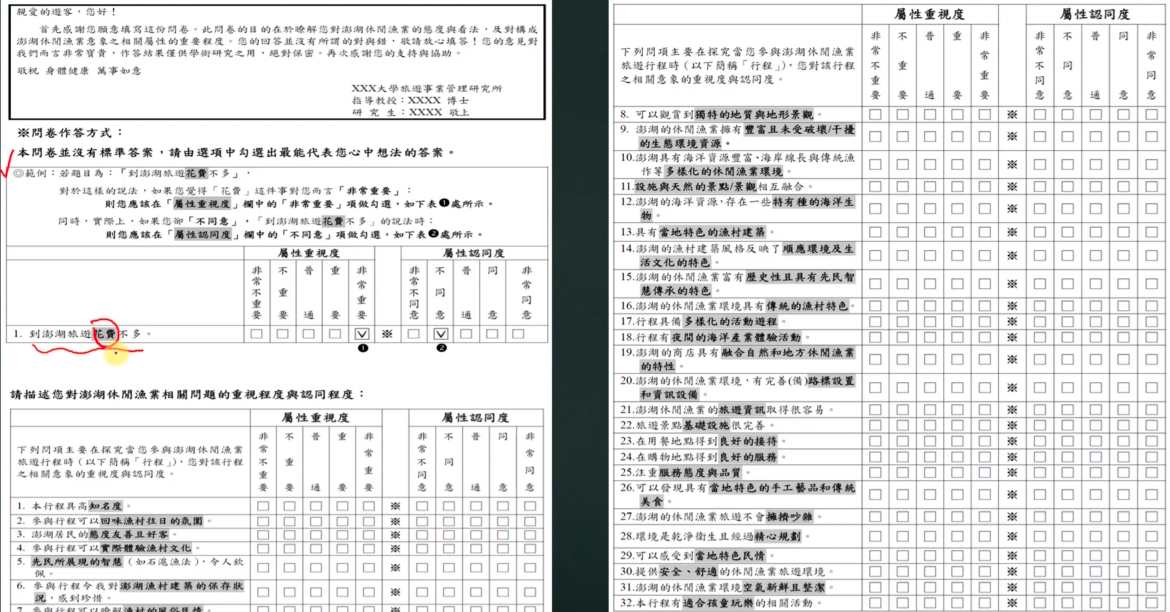 親愛的遊客，您好！
首先感謝您願意填寫這份問卷。此問卷的目的在於瞭解您對澎湖休閒漁業的態度與看法，及對構成
澎湖休閒漁業意象之相關屬性的重要程度。您的回答並沒有所謂的對與錯，敬請放心填答！您的意見對
我們而言非常寶貴，作答結果僅供學術研究之用，絕對保密。再次感謝您的支持與協助。
敬祝 身體健康 萬事如意
XXX大學旅遊事業管理研究所
指導教授：XXXX 博士
研 究 生：XXXX 敬上
※問卷作答方式：
本問卷並沒有標準答案，請由選項中勾選出最能代表您心中想法的答案。
◎範例：若題目為：「到澎湖旅遊花費不多」，
對於這樣的說法，如果您覺得「花費」這件事對您而言「非常重要」：
則您應該在「屬性重視度」欄中的「非常重要」項做勾選，如下表❶處所示。
同時，實際上，如果您卻「不同意」，「到澎湖旅遊花費不多」的說法時：
則您應該在「屬性認同度」欄中的「不同意」項做勾選，如下表❷處所示。
屬性重視度 屬性認同度
非常不重要 不重要 普通 重要 非常重要 非常不同意 不同意 普通 同意 非常同意
1. 到澎湖旅遊花費不多。 □ □ □ □ ☑ ※ □ ☑ □ □ □
❶ ❷
請描述您對澎湖休閒漁業相關問題的重視程度與認同程度：
屬性重視度 屬性認同度
下列問項主要在探究當您參與澎湖休閒漁業
旅遊行程時（以下簡稱「行程」），您對該行程
之相關意象的重視度與認同度。
非常不重要 不重要 普通 重要 非常重要 非常不同意 不同意 普通 同意 非常同意
1. 本行程具高知名度。 □ □ □ □ □ ※ □ □ □ □ □
2. 參與行程可以回味漁村往日的氛圍。 □ □ □ □ □ ※ □ □ □ □ □
3. 澎湖居民的態度友善且好客。 □ □ □ □ □ ※ □ □ □ □ □
4. 參與行程可以實際體驗漁村文化。 □ □ □ □ □ ※ □ □ □ □ □
5. 先民所展現的智慧（如石滬漁法），令人欽
佩。 □ □ □ □ □ ※ □ □ □ □ □
6. 參與行程令我對澎湖漁村建築的保存狀
況，感到珍惜。 □ □ □ □ □ ※ □ □ □ □ □
7. 參與行程可以瞭解漁村的風俗民情。 □ □ □ □ □ ※ □ □ □ □ □
屬性重視度 屬性認同度
下列問項主要在探究當您參與澎湖休閒漁業
旅遊行程時（以下簡稱「行程」），您對該行程
之相關意象的重視度與認同度。
非常不重要 不重要 普通 重要 非常重要 非常不同意 不同意 普通 同意 非常同意
8. 可以觀賞到獨特的地質與地形景觀。 □ □ □ □ □ ※ □ □ □ □ □
9. 澎湖的休閒漁業擁有豐富且未受破壞/干擾
的生態環境資源。 □ □ □ □ □ ※ □ □ □ □ □
10.澎湖具有海洋資源豐富、海岸線長與傳統漁
作等多樣化的休閒漁業環境。 □ □ □ □ □ ※ □ □ □ □ □
11.設施與天然的景點/景觀相互融合。 □ □ □ □ □ ※ □ □ □ □ □
12.澎湖的海洋資源，存在一些特有種的海洋生
物。 □ □ □ □ □ ※ □ □ □ □ □
13.具有當地特色的漁村建築。 □ □ □ □ □ ※ □ □ □ □ □
14.澎湖的漁村建築風格反映了順應環境及生
活文化的特色。 □ □ □ □ □ ※ □ □ □ □ □
15.澎湖的休閒漁業富有歷史性且具有先民智
慧傳承的特色。 □ □ □ □ □ ※ □ □ □ □ □
16.澎湖的休閒漁業環境具有傳統的漁村特色。 □ □ □ □ □ ※ □ □ □ □ □
17.行程具備多樣化的活動遊程。 □ □ □ □ □ ※ □ □ □ □ □
18.行程有夜間的海洋產業體驗活動。 □ □ □ □ □ ※ □ □ □ □ □
19.澎湖的商店具有融合自然和地方休閒漁業
的特性。 □ □ □ □ □ ※ □ □ □ □ □
20.澎湖的休閒漁業環境，有完善(備)路標設置
和資訊設備。 □ □ □ □ □ ※ □ □ □ □ □
21.澎湖休閒漁業的旅遊資訊取得很容易。 □ □ □ □ □ ※ □ □ □ □ □
22.旅遊景點基礎設施很完善。 □ □ □ □ □ ※ □ □ □ □ □
23.在用餐地點得到良好的接待。 □ □ □ □ □ ※ □ □ □ □ □
24.在購物地點得到良好的服務。 □ □ □ □ □ ※ □ □ □ □ □
25.注重服務態度與品質。 □ □ □ □ □ ※ □ □ □ □ □
26.可以發現具有當地特色的手工藝品和傳統
美食。 □ □ □ □ □ ※ □ □ □ □ □
27.澎湖的休閒漁業旅遊不會擁擠吵雜。 □ □ □ □ □ ※ □ □ □ □ □
28.環境是乾淨衛生且經過精心規劃。 □ □ □ □ □ ※ □ □ □ □ □
29.可以感受到當地特色民情。 □ □ □ □ □ ※ □ □ □ □ □
30.提供安全、舒適的休閒漁業旅遊環境。 □ □ □ □ □ ※ □ □ □ □ □
31.澎湖的休閒漁業環境空氣新鮮且整潔。 □ □ □ □ □ ※ □ □ □ □ □
32.本行程有適合孩童玩樂的相關活動。 □ □ □ □ □ ※ □ □ □ □ □